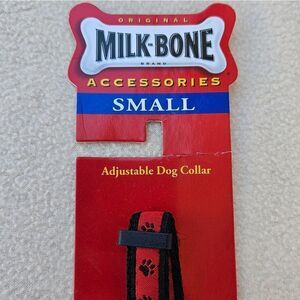 ORIGINAL
MILK-BONE
BRAND
ACCESSORIES
SMALL
Adjustable Dog Collar